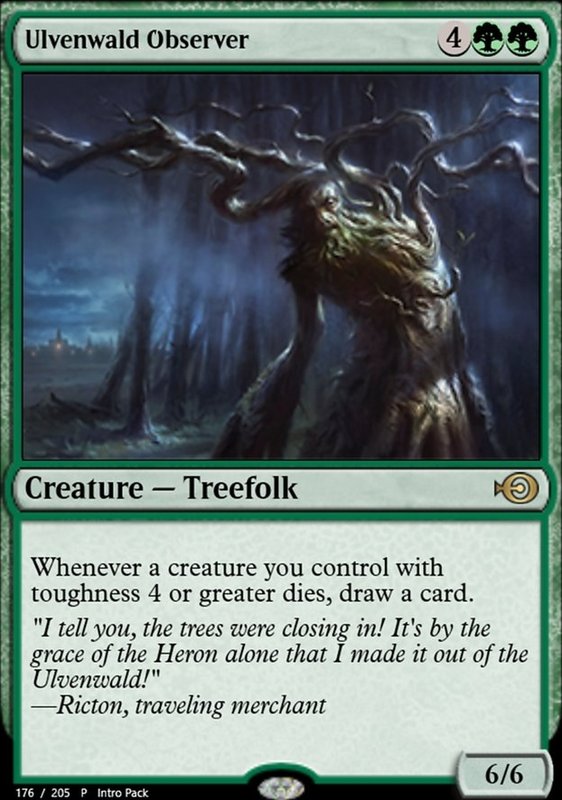 Ulvenwald Observer 4
Creature — Treefolk
Whenever a creature you control with
toughness 4 or greater dies, draw a card.
"I tell you, the trees were closing in! It's by the
grace of the Heron alone that I made it out of the
Ulvenwald!"
—Ricton, traveling merchant
6/6
176 / 205 P Intro Pack